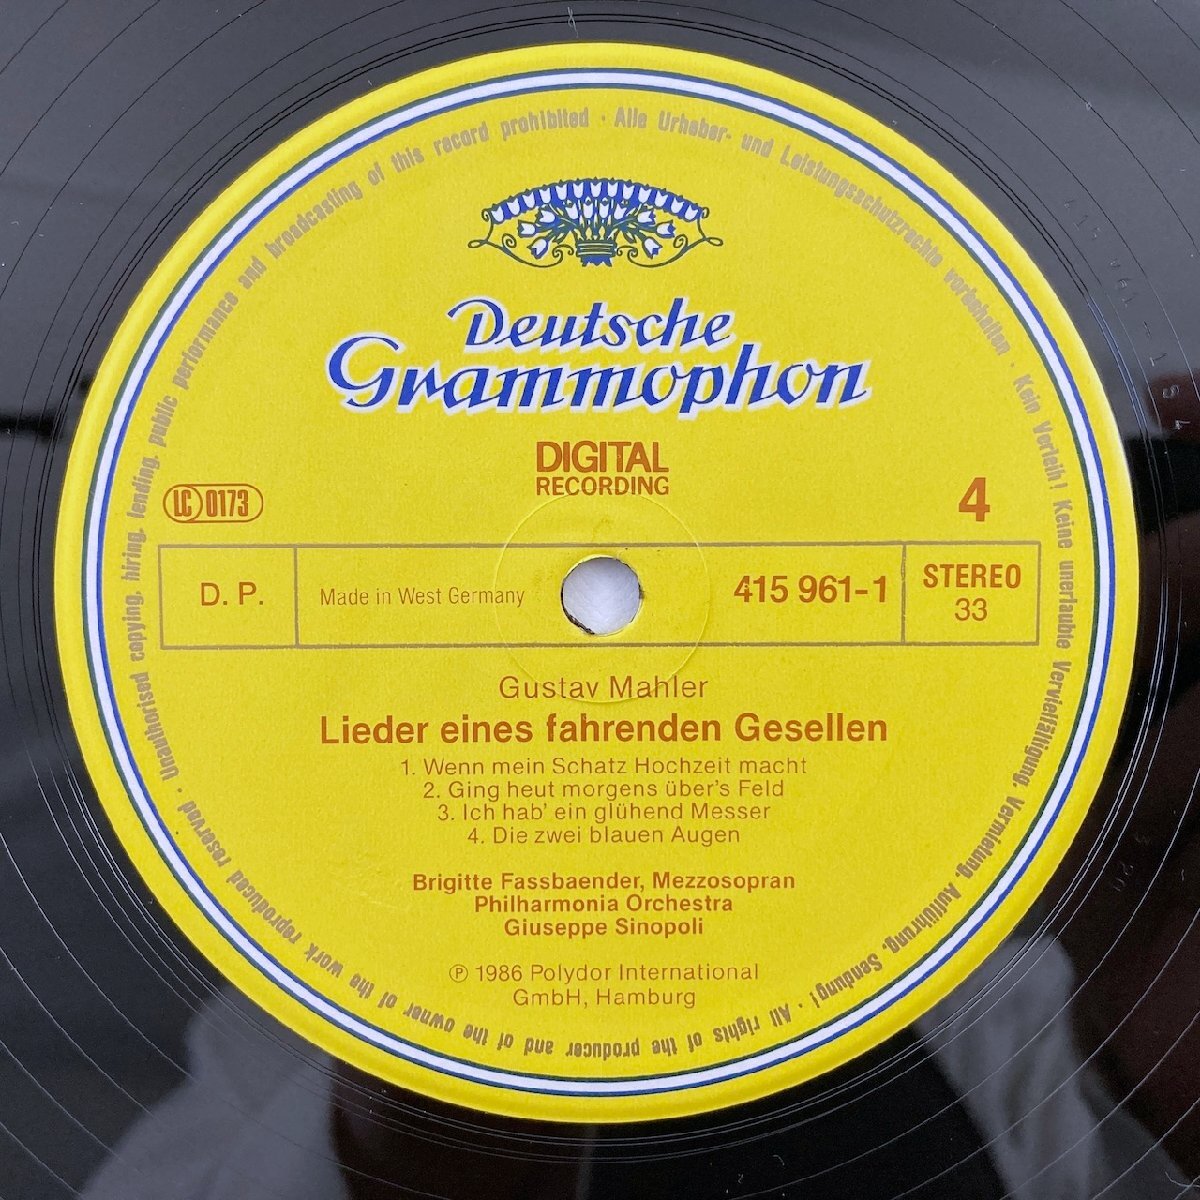 Alle Urheber- und Leistungsschutzrechte vorbehalten · Kein Verleih! Keine unerlaubte Vervielfältigung, Vermietung, Aufführung, Sendung! · All rights of the producer and of the owner of the work reproduced reserved · Unauthorised copying, hiring, lending, public performance and broadcasting of this record prohibited ·
Deutsche
Grammophon
DIGITAL
RECORDING
LC 0173
4
D. P.
Made in West Germany
415 961-1
STEREO
33
Gustav Mahler
Lieder eines fahrenden Gesellen
1. Wenn mein Schatz Hochzeit macht
2. Ging heut morgens über's Feld
3. Ich hab' ein glühend Messer
4. Die zwei blauen Augen
Brigitte Fassbaender, Mezzosopran
Philharmonia Orchestra
Giuseppe Sinopoli
℗ 1986 Polydor International
GmbH, Hamburg